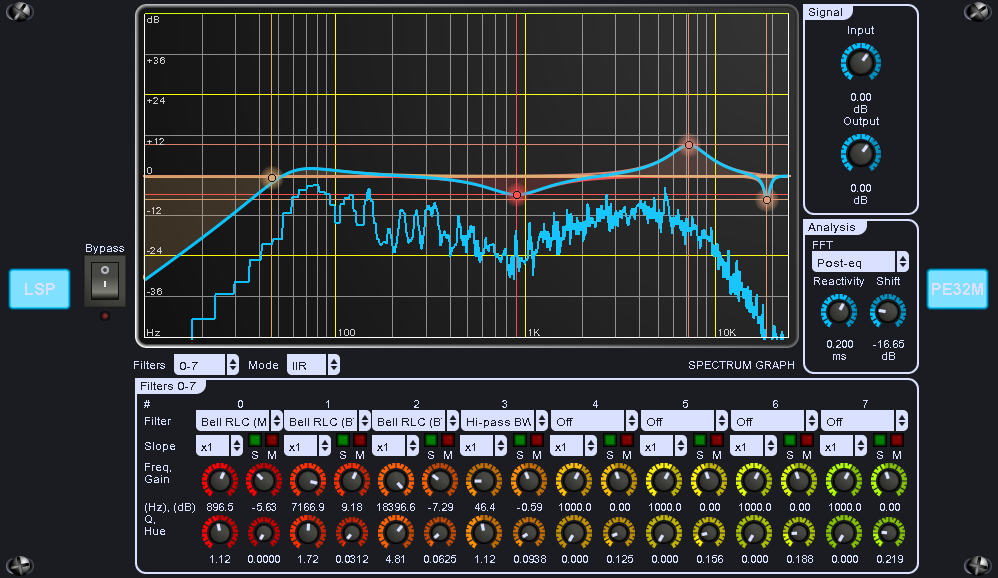 dB
+36
+24
+12
0
-12
-24
-36
Hz
100
1K
10K
Signal
Input
0.00
dB
Output
0.00
dB
Analysis
FFT
Post-eq
Reactivity Shift
0.200 -16.65
ms dB
Bypass
LSP
PE32M
Filters 0-7 Mode IIR SPECTRUM GRAPH
Filters 0-7
# 0 1 2 3 4 5 6 7
Filter Bell RLC (M Bell RLC (B Bell RLC (B Hi-pass BW Off Off Off Off
Slope x1 S M x1 S M x1 S M x1 S M x1 S M x1 S M x1 S M x1 S M
Freq,
Gain
(Hz), (dB) 896.5 -5.63 7166.9 9.18 18396.6 -7.29 46.4 -0.59 1000.0 0.00 1000.0 0.00 1000.0 0.00 1000.0 0.00
Q,
Hue
1.12 0.0000 1.72 0.0312 4.81 0.0625 1.12 0.0938 0.000 0.125 0.000 0.156 0.000 0.188 0.000 0.219